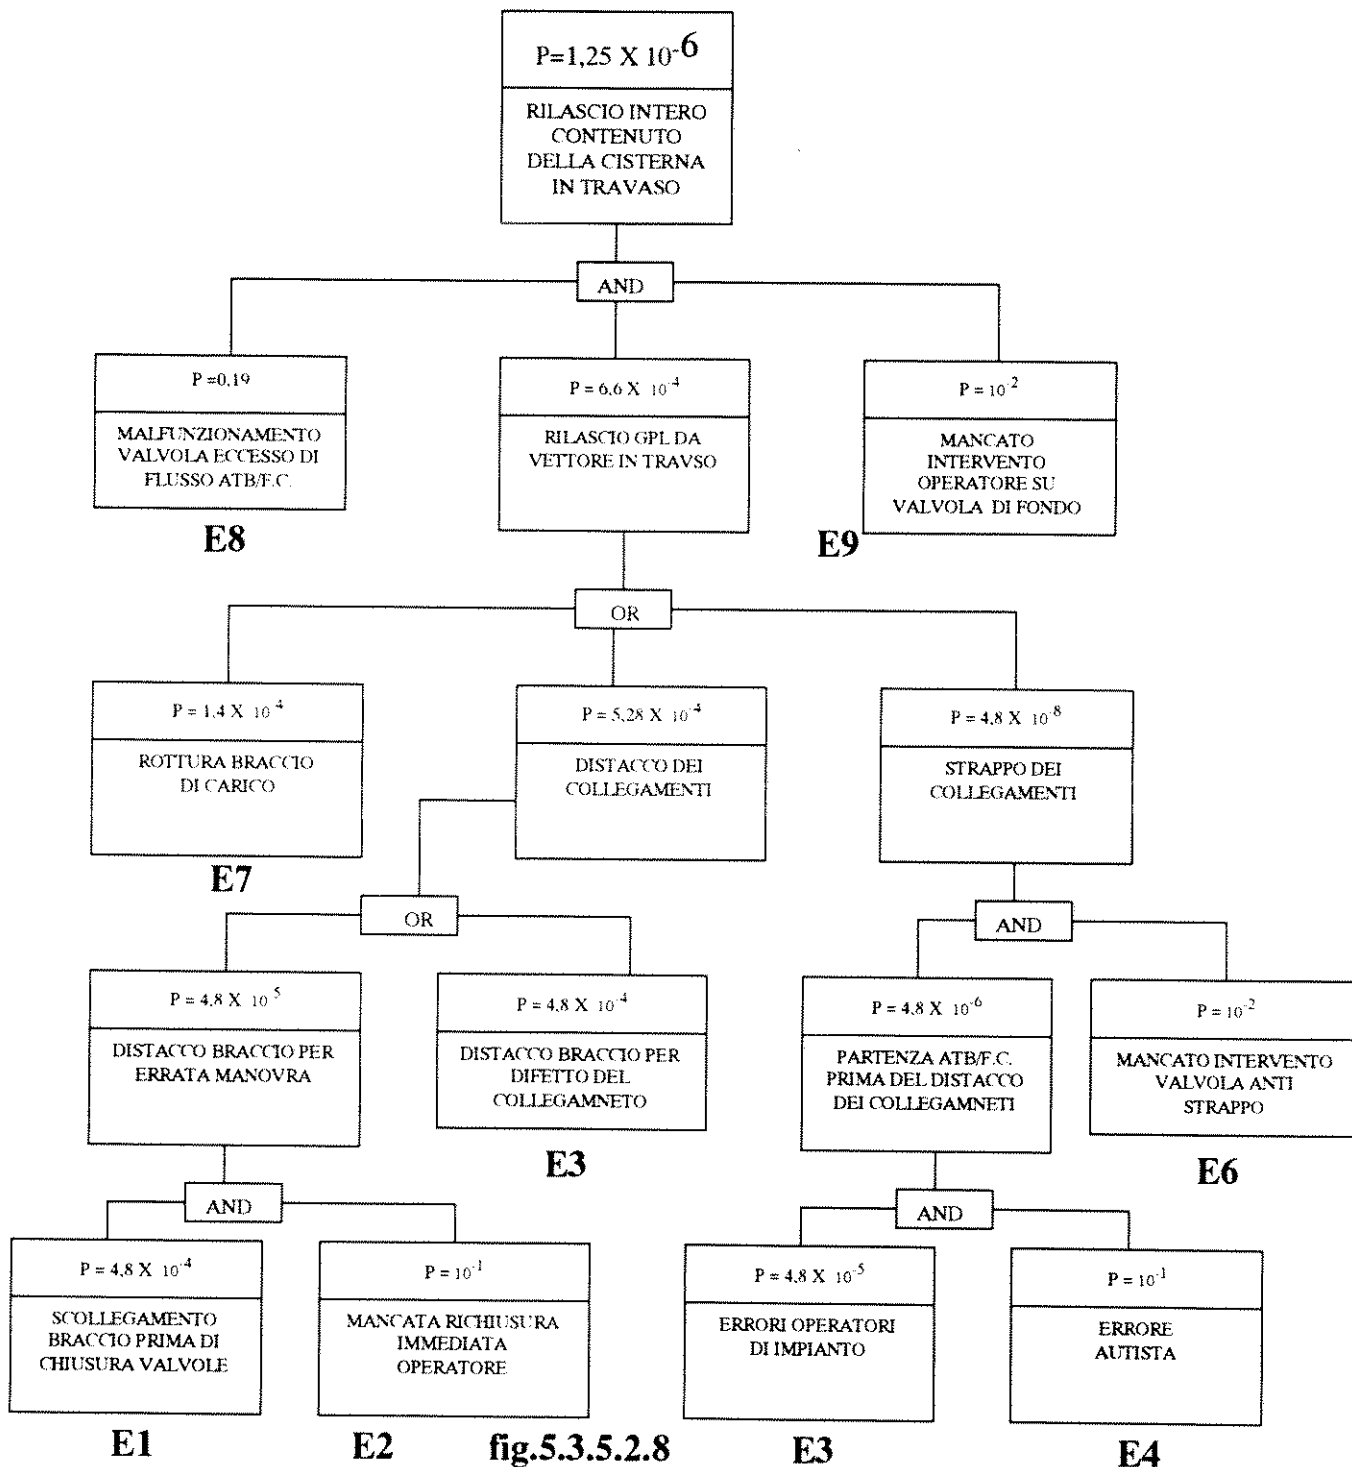 P=1,25 X 10-6
RILASCIO INTERO
CONTENUTO
DELLA CISTERNA
IN TRAVASO
AND
P =0,19
MALFUNZIONAMENTO
VALVOLA ECCESSO DI
FLUSSO ATB/F.C.
E8
P = 6,6 X 10-4
RILASCIO GPL DA
VETTORE IN TRAVSO
P = 10-2
MANCATO
INTERVENTO
OPERATORE SU
VALVOLA DI FONDO
E9
OR
P = 1,4 X 10-4
ROTTURA BRACCIO
DI CARICO
E7
P = 5,28 X 10-4
DISTACCO DEI
COLLEGAMENTI
P = 4,8 X 10-8
STRAPPO DEI
COLLEGAMENTI
OR
AND
P = 4,8 X 10 5
DISTACCO BRACCIO PER
ERRATA MANOVRA
P = 4,8 X 10-4
DISTACCO BRACCIO PER
DIFETTO DEL
COLLEGAMNETO
E3
P = 4,8 X 10-6
PARTENZA ATB/F.C.
PRIMA DEL DISTACCO
DEI COLLEGAMNETI
P = 10-2
MANCATO INTERVENTO
VALVOLA ANTI
STRAPPO
E6
AND
AND
P = 4,8 X 10-4
SCOLLEGAMENTO
BRACCIO PRIMA DI
CHIUSURA VALVOLE
E1
P = 10-1
MANCATA RICHIUSURA
IMMEDIATA
OPERATORE
E2
P = 4,8 X 10-5
ERRORI OPERATORI
DI IMPIANTO
E3
P = 10-1
ERRORE
AUTISTA
E4
fig.5.3.5.2.8